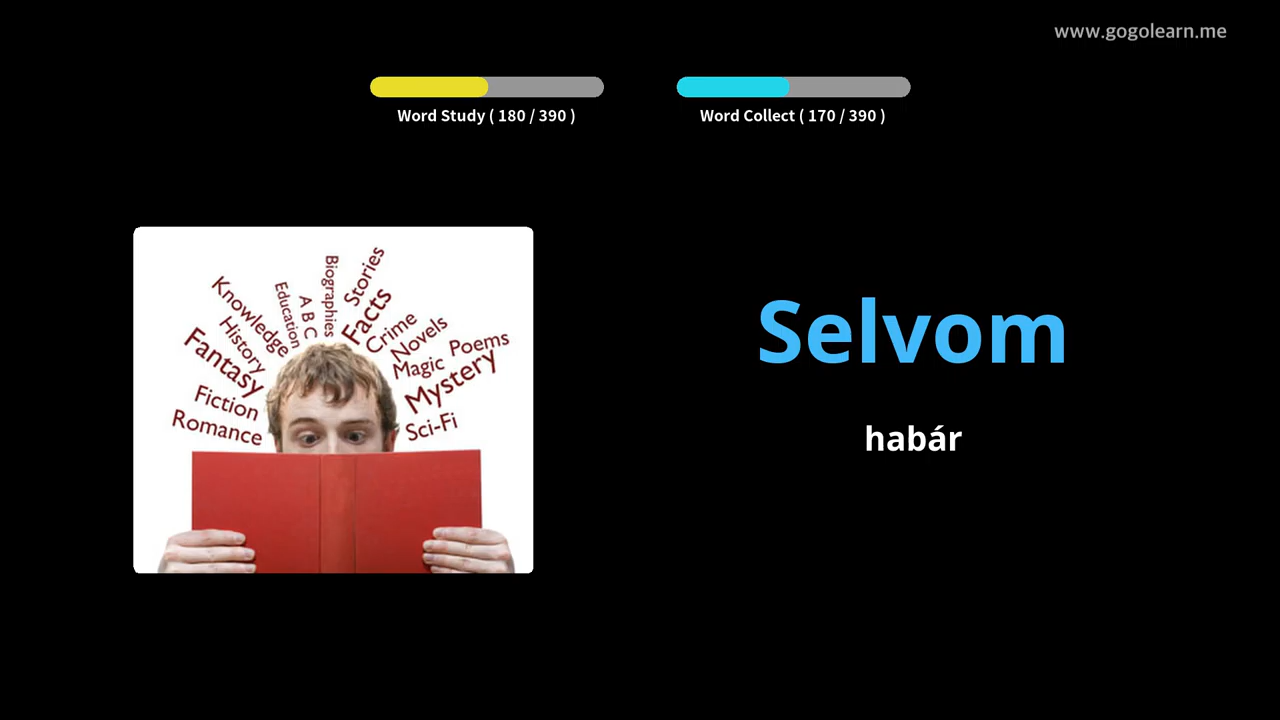 www.gogolearn.me
Word Study ( 180 / 390 )
Word Collect ( 170 / 390 )
Biographies
Stories
Education
A B C
Facts
Knowledge
Crime
History
Novels
Poems
Fantasy
Magic
Mystery
Fiction
Sci-Fi
Romance
Selvom
habár